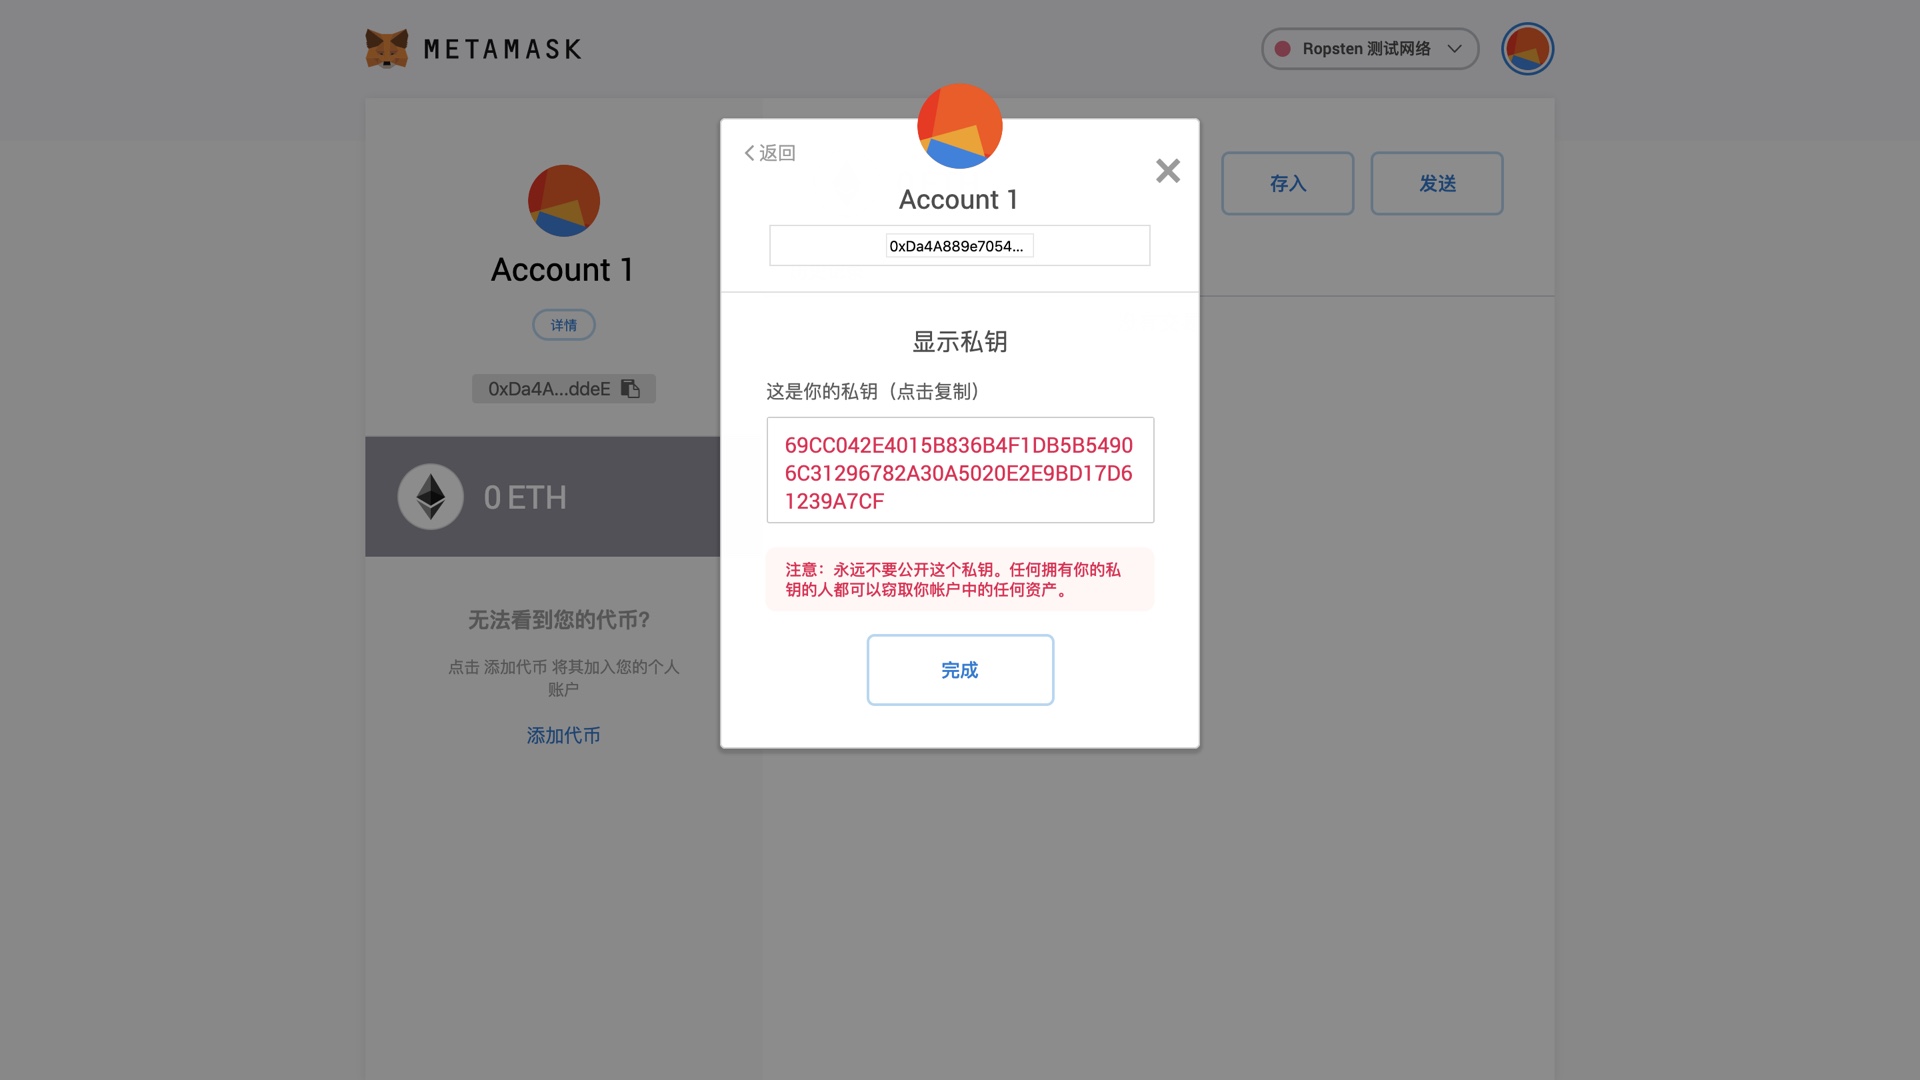 METAMASK
Ropsten 测试网络
Account 1
详情
0xDa4A...ddeE
0 ETH
无法看到您的代币?
点击 添加代币 将其加入您的个人
账户
添加代币
返回
Account 1
0xDa4A889e7054...
显示私钥
这是你的私钥（点击复制）
69CC042E4015B836B4F1DB5B5490
6C31296782A30A5020E2E9BD17D6
1239A7CF
注意：永远不要公开这个私钥。任何拥有你的私
钥的人都可以窃取你帐户中的任何资产。
完成
存入
发送